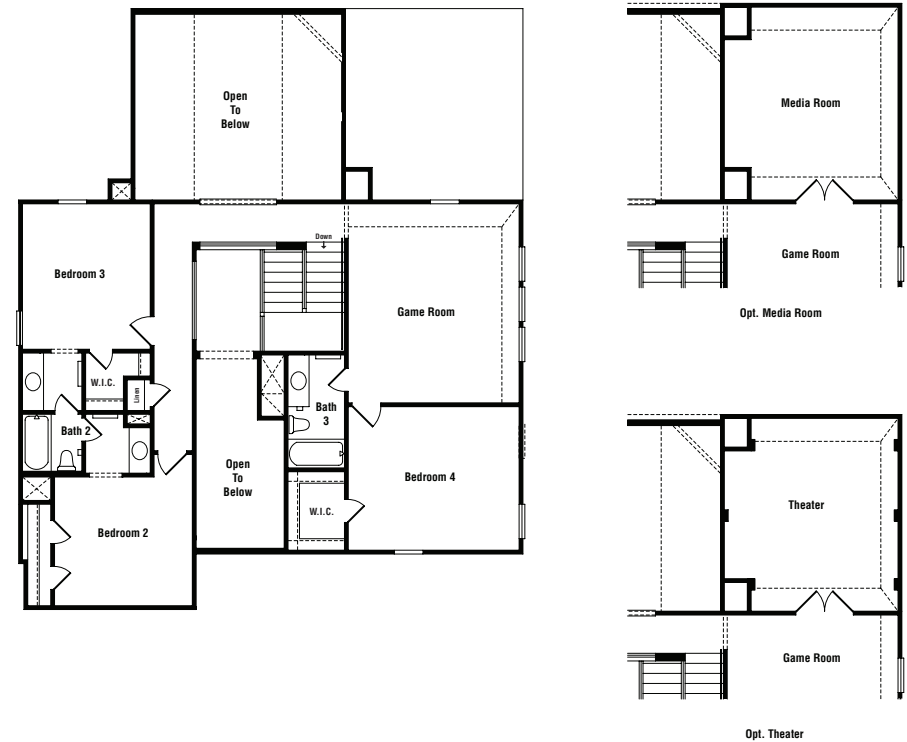 Open
To
Below
Down
Bedroom 3
Game Room
W.I.C.
Linen
Bath 2
Bath
3
Open
To
Below
Bedroom 4
W.I.C.
Bedroom 2
Media Room
Game Room
Opt. Media Room
Theater
Game Room
Opt. Theater